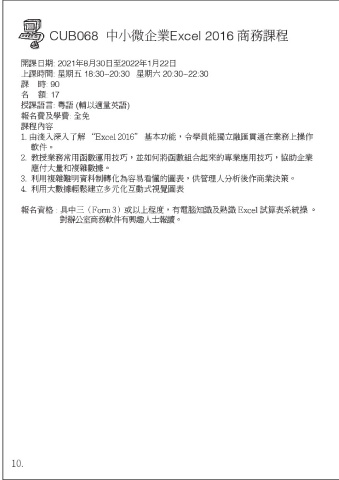 CUB068 中小微企業Excel 2016 商務課程
開課日期: 2021年8月30日至2022年1月22日
上課時間: 星期五 18:30~20:30 星期六 20:30~22:30
課 時 90
名 額: 17
授課語言: 粵語 (輔以適量英語)
報名費及學費: 全免
課程內容
1. 由淺入深入了解 “Excel 2016” 基本功能，令學員能獨立融匯貫通在業務上操作
軟件。
2. 教授業務常用函數運用技巧，並如何將函數組合起來的專業應用技巧，協助企業
應付大量和複雜數據。
3. 利用複雜難明資料制轉化為容易看懂的圖表，供管理人分析後作商業決策。
4. 利用大數據輕鬆建立多元化互動式視覺圖表
報名資格 : 具中三（Form 3）或以上程度，有電腦知識及熟識 Excel 試算表系統操 。
對辦公室商務軟件有興趣人士報讀。
10.